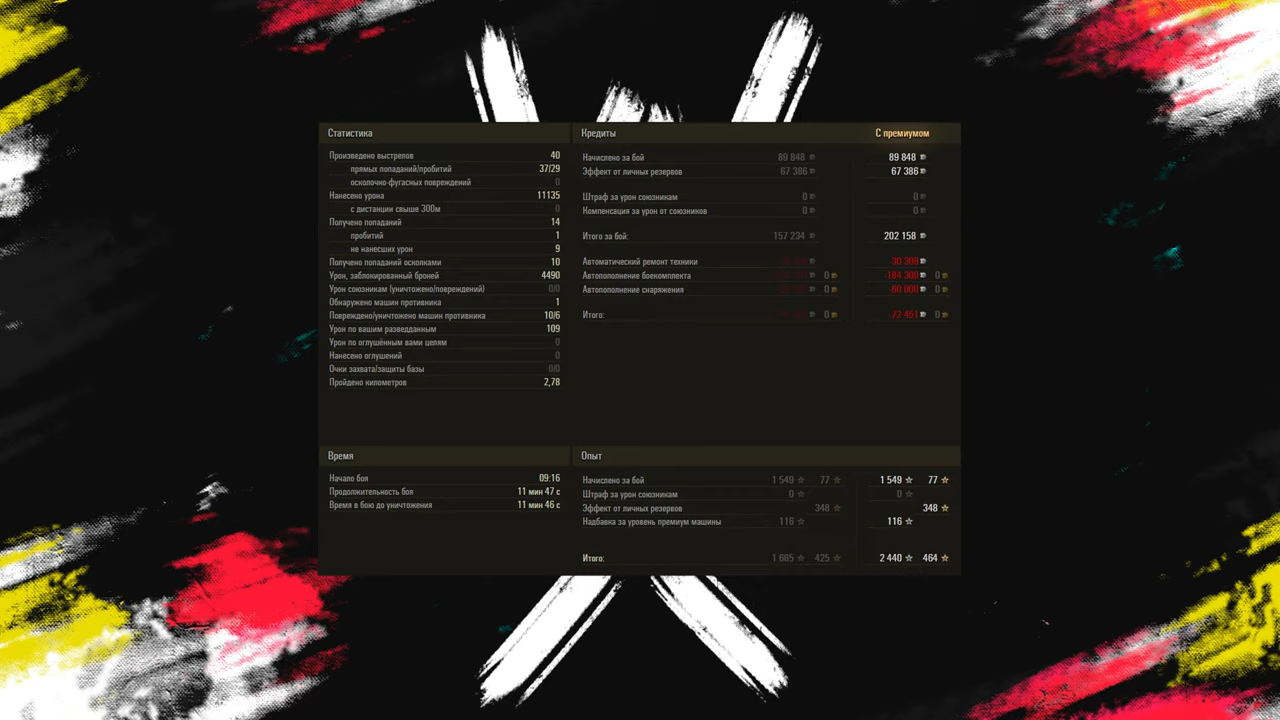 Статистика
Произведено выстрелов 40
прямых попаданий/пробитий 37/29
осколочно-фугасных повреждений 0
Нанесено урона 11135
с дистанции свыше 300м 0
Получено попаданий 14
пробитий 1
не нанесших урон 9
Получено попаданий осколками 10
Урон, заблокированный бронёй 4490
Урон союзникам (уничтожено/повреждений) 0/0
Обнаружено машин противника 1
Повреждено/уничтожено машин противника 10/6
Урон по вашим разведданным 109
Урон по оглушённым вами целям 0
Нанесено оглушений 0
Очки захвата/защиты базы 0/0
Пройдено километров 2,78
Кредиты С премиумом
Начислено за бой 89 848 89 848
Эффект от личных резервов 67 386 67 386
Штраф за урон союзникам 0 0
Компенсация за урон от союзников 0 0
Итого за бой: 157 234 202 158
Автоматический ремонт техники -30 308
Автопополнение боекомплекта 0 -184 300 0
Автопополнение снаряжения 0 -60 000 0
Итого: 0 -72 451 0
Время
Начало боя 09:16
Продолжительность боя 11 мин 47 с
Время в бою до уничтожения 11 мин 46 с
Опыт
Начислено за бой 1 549 77 1 549 77
Штраф за урон союзникам 0 0
Эффект от личных резервов 348 348
Надбавка за уровень премиум машины 116 116
Итого: 1 665 425 2 440 464